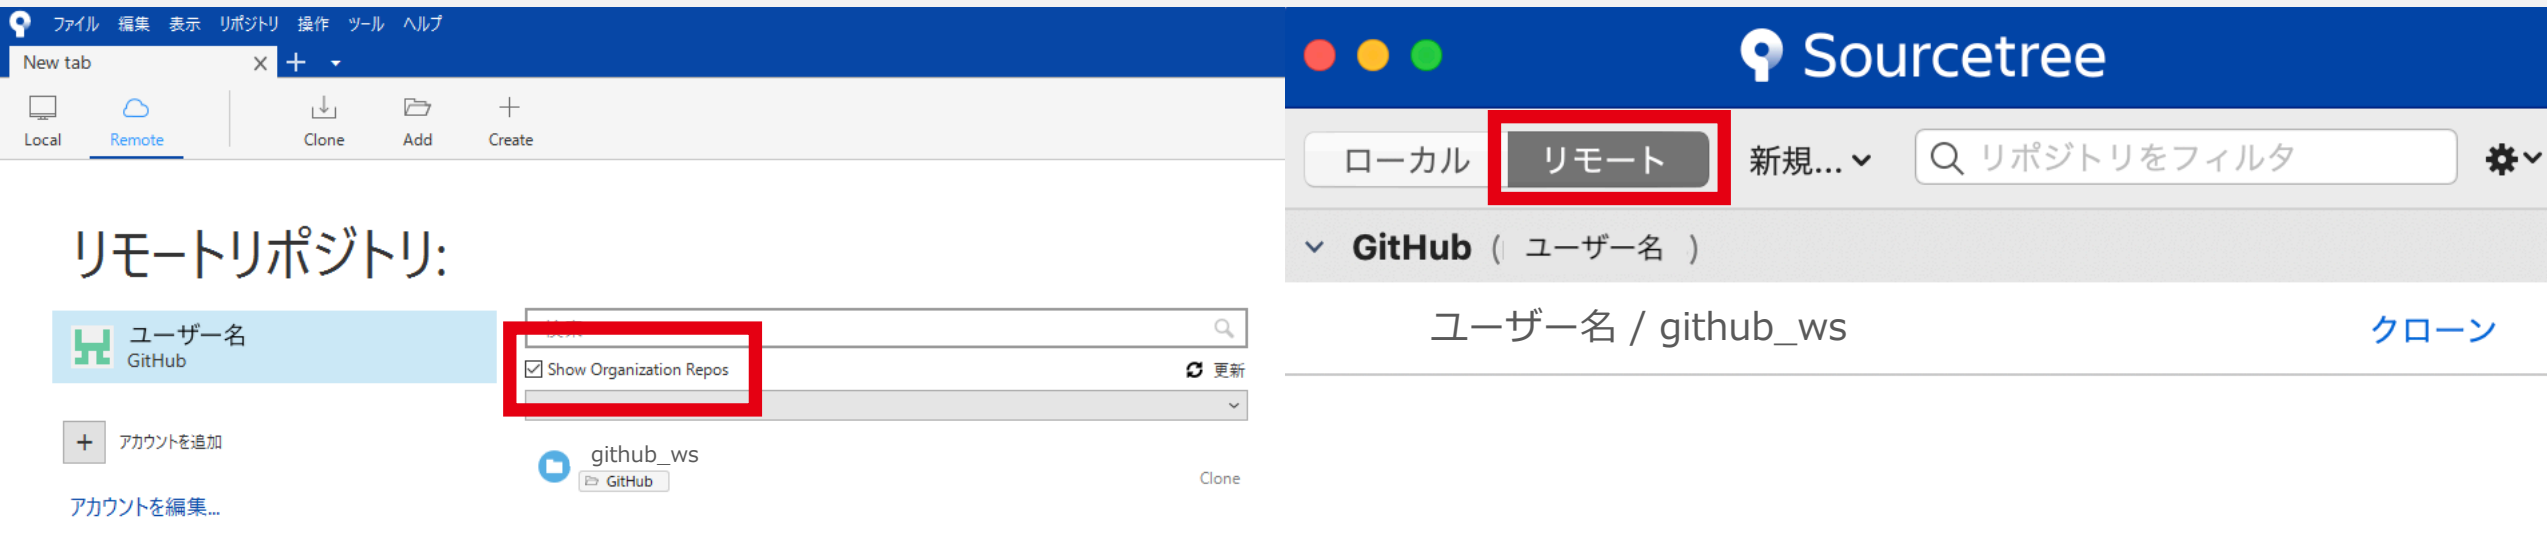 ファイル 編集 表示 リポジトリ 操作 ツール ヘルプ
New tab
Local Remote Clone Add Create
リモートリポジトリ:
ユーザー名
GitHub
Show Organization Repos
更新
アカウントを追加
github_ws
GitHub
Clone
アカウントを編集...
Sourcetree
ローカル リモート 新規... リポジトリをフィルタ
GitHub ( ユーザー名 )
ユーザー名 / github_ws クローン